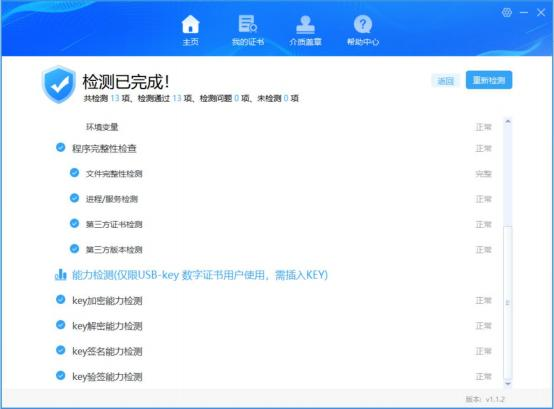 主页 我的证书 介质盖章 帮助中心
检测已完成！
共检测 13 项、检测通过 13 项、检测问题 0 项、未检测 0 项
返回 重新检测
环境变量 正常
程序完整性检查 正常
文件完整性检测 完整
进程/服务检测 正常
第三方证书检测 正常
第三方版本检测 正常
能力检测(仅限USB-key 数字证书用户使用，需插入KEY)
key加密能力检测 正常
key解密能力检测 正常
key签名能力检测 正常
key验签能力检测 正常
版本: v1.1.2